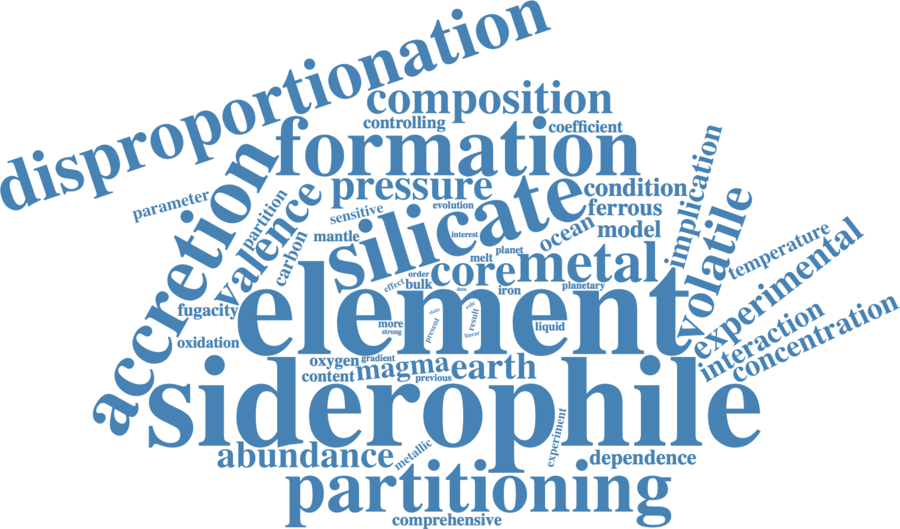 disproportionation
composition
controlling
coefficient
formation
accretion
pressure
condition
implication
parameter
partition
valence
sensitive
evolution
silicate
ferrous
volatile
carbon
mantle
interest
ocean
model
planet
melt
core
metal
temperature
experimental
order
effect
bulk
data
iron
planetary
fugacity
element
state
role
result
present
linear
more
strong
liquid
interaction
concentration
oxidation
oxygen
gradient
content
magma
previous
earth
siderophile
experiment
abundance
metallic
dependence
partitioning
comprehensive